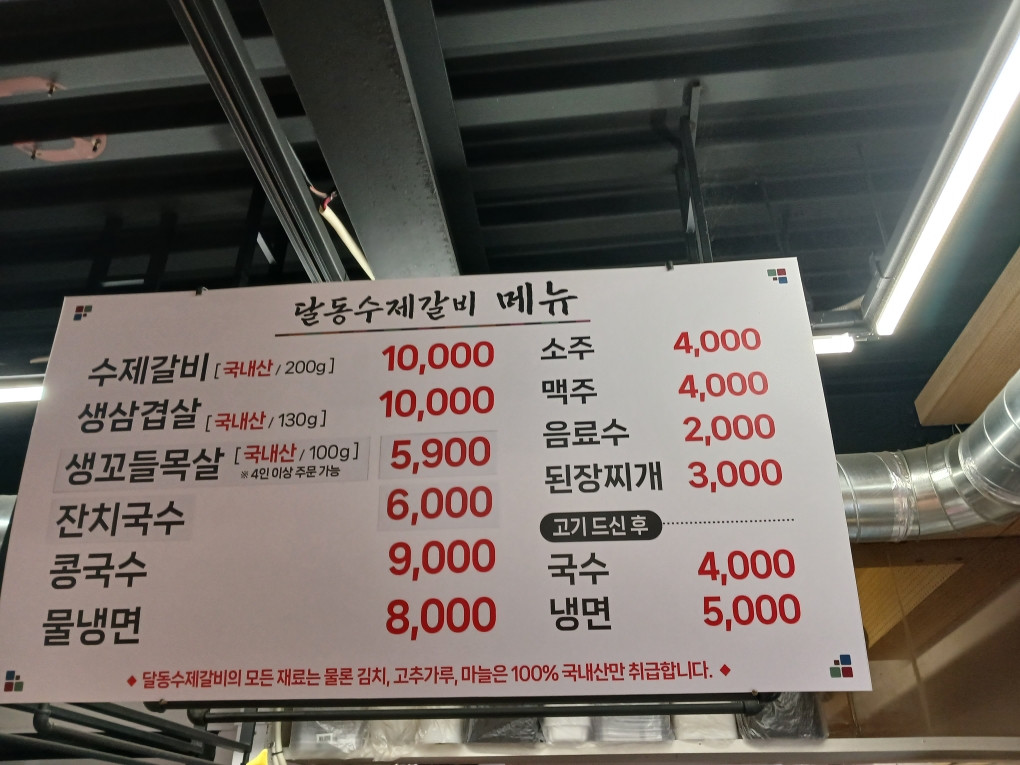 달동수제갈비 메뉴
수제갈비 [국내산 / 200g] 10,000
생삼겹살 [국내산 / 130g] 10,000
생꼬들목살 [국내산 / 100g] 5,900
※ 4인 이상 주문 가능
잔치국수 6,000
콩국수 9,000
물냉면 8,000
소주 4,000
맥주 4,000
음료수 2,000
된장찌개 3,000
고기 드신 후
국수 4,000
냉면 5,000
◆ 달동수제갈비의 모든 재료는 물론 김치, 고추가루, 마늘은 100% 국내산만 취급합니다. ◆